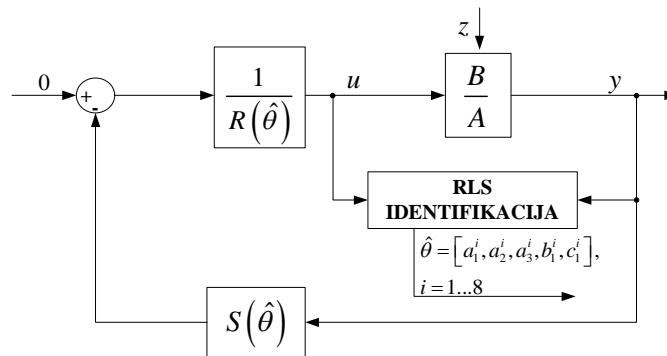 z
0
+
-
1
R(θ̂)
u
B
A
y
RLS
IDENTIFIKACIJA
θ̂ = [a₁ⁱ, a₂ⁱ, a₃ⁱ, b₁ⁱ, c₁ⁱ],
i = 1...8
S(θ̂)